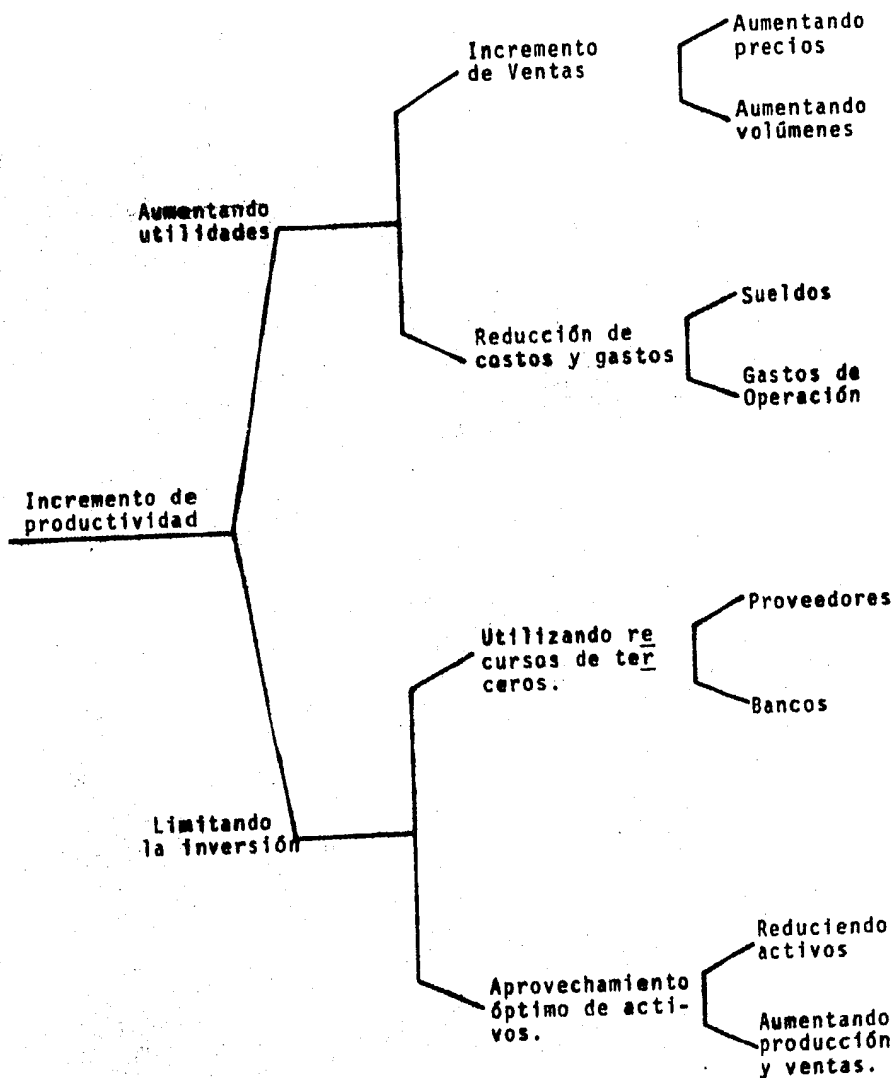 Incremento
de Ventas
Aumentando
precios
Aumentando
volúmenes
Aumentando
utilidades
Reducción de
costos y gastos
Sueldos
Gastos de
Operación
Incremento de
productividad
Utilizando re
cursos de ter
ceros.
Proveedores
Bancos
Limitando
la inversión
Aprovechamiento
óptimo de acti-
vos.
Reduciendo
activos
Aumentando
producción
y ventas.